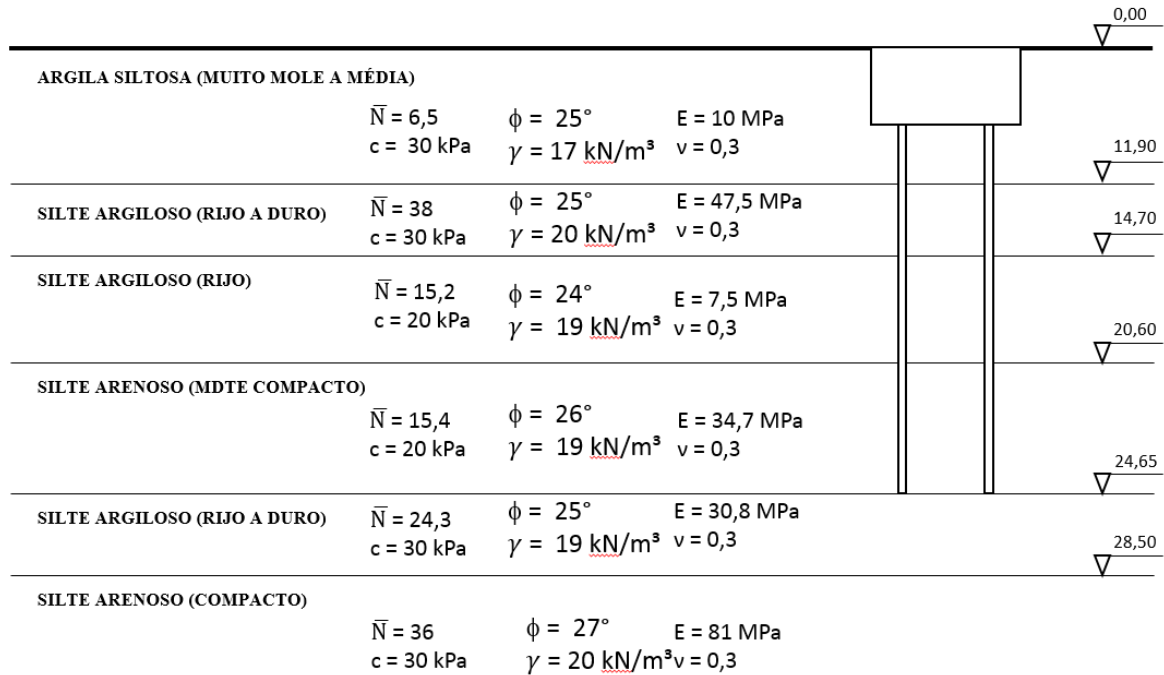 0,00
ARGILA SILTOSA (MUITO MOLE A MÉDIA)
N̅ = 6,5 ϕ = 25° E = 10 MPa
c = 30 kPa γ = 17 kN/m³ ν = 0,3
11,90
SILTE ARGILOSO (RIJO A DURO) N̅ = 38 ϕ = 25° E = 47,5 MPa
c = 30 kPa γ = 20 kN/m³ ν = 0,3
14,70
SILTE ARGILOSO (RIJO)
N̅ = 15,2 ϕ = 24° E = 7,5 MPa
c = 20 kPa γ = 19 kN/m³ ν = 0,3
20,60
SILTE ARENOSO (MDTE COMPACTO)
N̅ = 15,4 ϕ = 26° E = 34,7 MPa
c = 20 kPa γ = 19 kN/m³ ν = 0,3
24,65
SILTE ARGILOSO (RIJO A DURO) N̅ = 24,3 ϕ = 25° E = 30,8 MPa
c = 30 kPa γ = 19 kN/m³ ν = 0,3
28,50
SILTE ARENOSO (COMPACTO)
N̅ = 36 ϕ = 27° E = 81 MPa
c = 30 kPa γ = 20 kN/m³ ν = 0,3